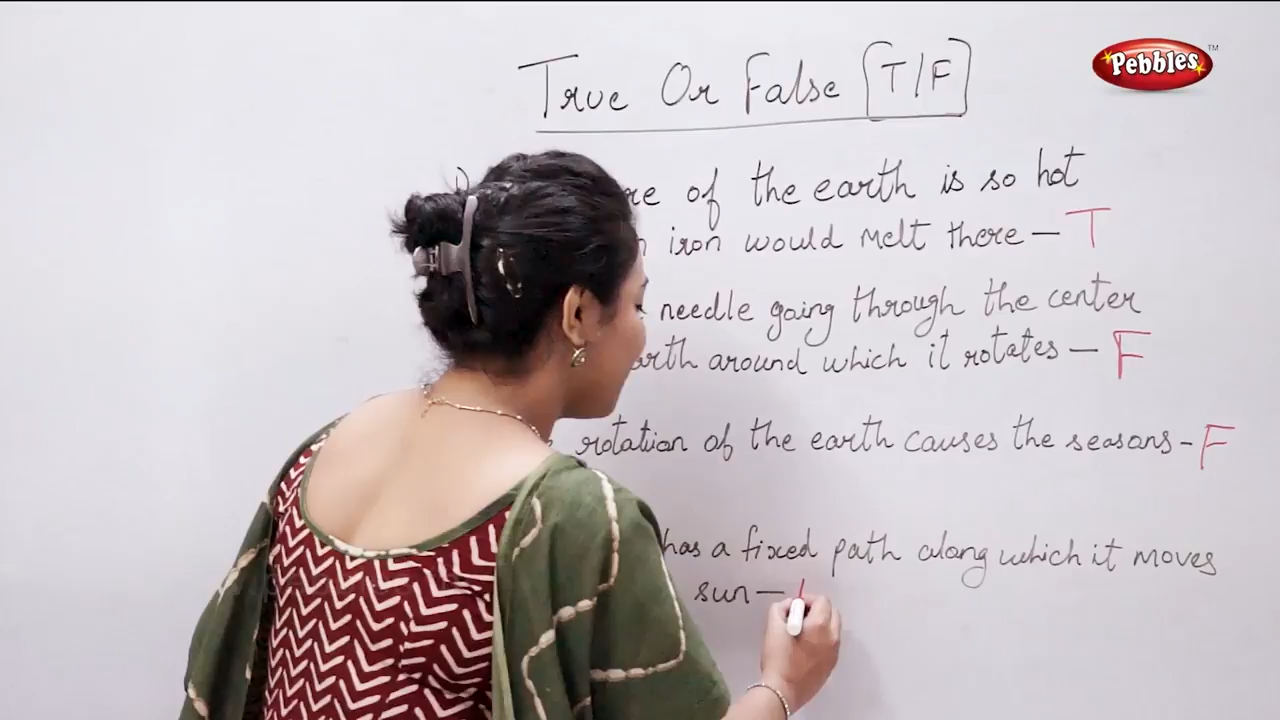 Pebbles TM
True Or False [T/F]
of the earth is so hot
iron would melt there — T
needle going through the center
around which it rotates — F
rotation of the earth causes the seasons - F
has a fixed path along which it moves
sun —